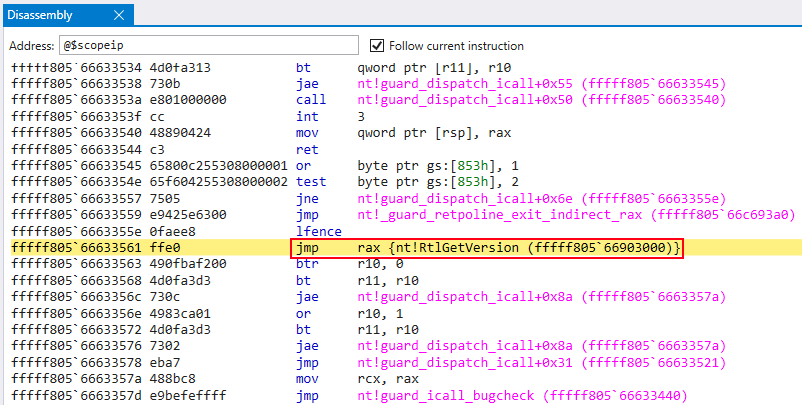 Disassembly
Address: @$scopeip Follow current instruction
fffff805`66633534 4d0fa313 bt qword ptr [r11], r10
fffff805`66633538 730b jae nt!guard_dispatch_icall+0x55 (fffff805`66633545)
fffff805`6663353a e801000000 call nt!guard_dispatch_icall+0x50 (fffff805`66633540)
fffff805`6663353f cc int 3
fffff805`66633540 48890424 mov qword ptr [rsp], rax
fffff805`66633544 c3 ret
fffff805`66633545 65800c255308000001 or byte ptr gs:[853h], 1
fffff805`6663354e 65f604255308000002 test byte ptr gs:[853h], 2
fffff805`66633557 7505 jne nt!guard_dispatch_icall+0x6e (fffff805`6663355e)
fffff805`66633559 e9425e6300 jmp nt!_guard_retpoline_exit_indirect_rax (fffff805`66c693a0)
fffff805`6663355e 0faee8 lfence
fffff805`66633561 ffe0 jmp rax {nt!RtlGetVersion (fffff805`66903000)}
fffff805`66633563 490fbaf200 btr r10, 0
fffff805`66633568 4d0fa3d3 bt r11, r10
fffff805`6663356c 730c jae nt!guard_dispatch_icall+0x8a (fffff805`6663357a)
fffff805`6663356e 4983ca01 or r10, 1
fffff805`66633572 4d0fa3d3 bt r11, r10
fffff805`66633576 7302 jae nt!guard_dispatch_icall+0x8a (fffff805`6663357a)
fffff805`66633578 eba7 jmp nt!guard_dispatch_icall+0x31 (fffff805`66633521)
fffff805`6663357a 488bc8 mov rcx, rax
fffff805`6663357d e9befeffff jmp nt!guard_icall_bugcheck (fffff805`66633440)